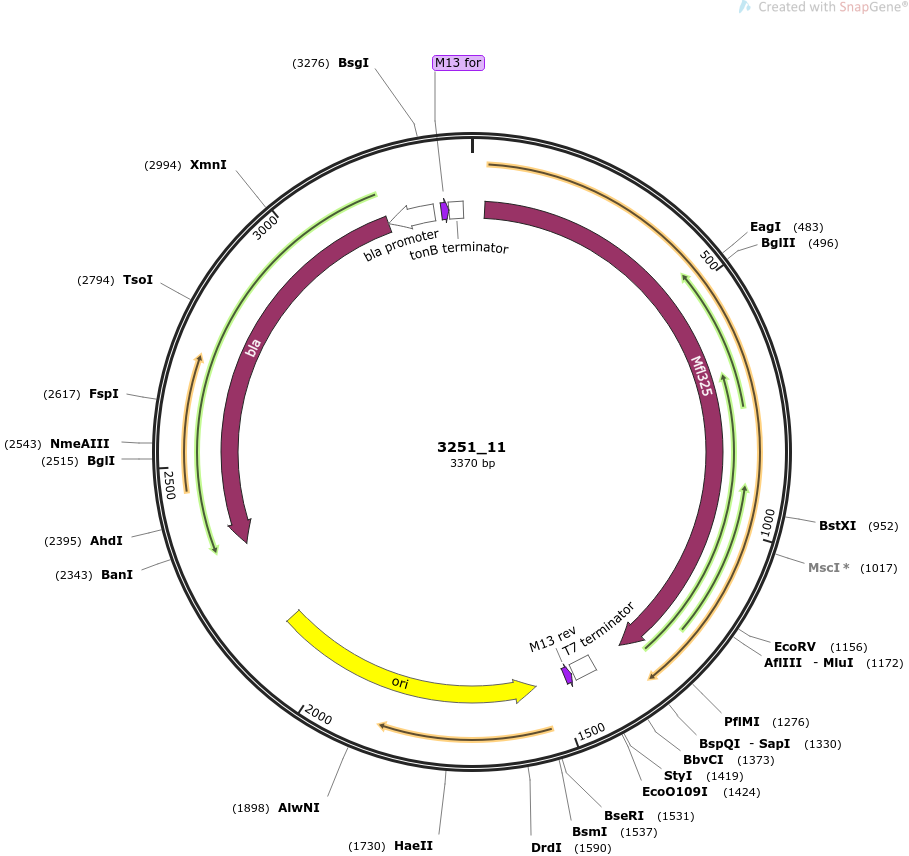 Created with SnapGene®
(3276) BsgI
M13 for
(2994) XmnI
3000
bla promoter
tonB terminator
EagI (483)
BglII (496)
500
(2794) TsoI
bla
Mfl325
(2617) FspI
(2543) NmeAIII
(2515) BglI
2500
3251_11
3370 bp
1000
BstXI (952)
(2395) AhdI
MscI * (1017)
(2343) BanI
M13 rev
T7 terminator
EcoRV (1156)
AflIII - MluI (1172)
ori
2000
1500
PflMI (1276)
BspQI - SapI (1330)
BbvCI (1373)
StyI (1419)
EcoO109I (1424)
(1898) AlwNI
BseRI (1531)
BsmI (1537)
(1730) HaeII
DrdI (1590)